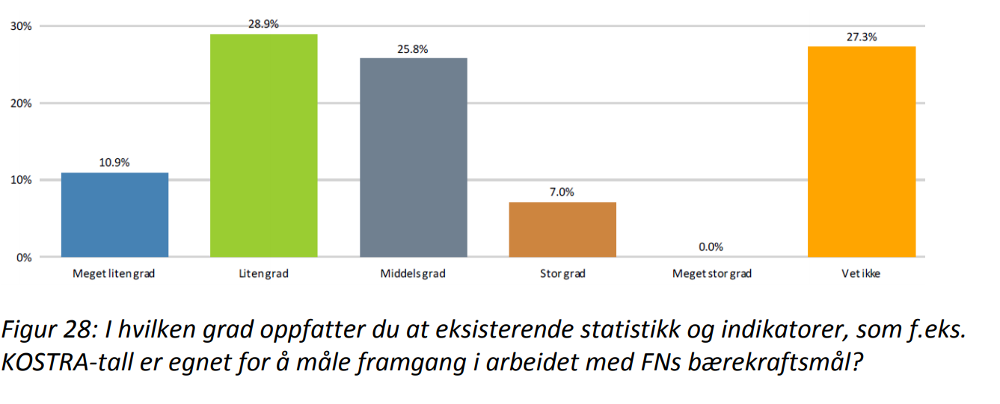 30%
28.9%
27.3%
25.8%
20%
10.9%
10%
7.0%
0.0%
0%
Meget liten grad
Liten grad
Middels grad
Stor grad
Meget stor grad
Vet ikke
Figur 28: I hvilken grad oppfatter du at eksisterende statistikk og indikatorer, som f.eks.
KOSTRA-tall er egnet for å måle framgang i arbeidet med FNs bærekraftsmål?